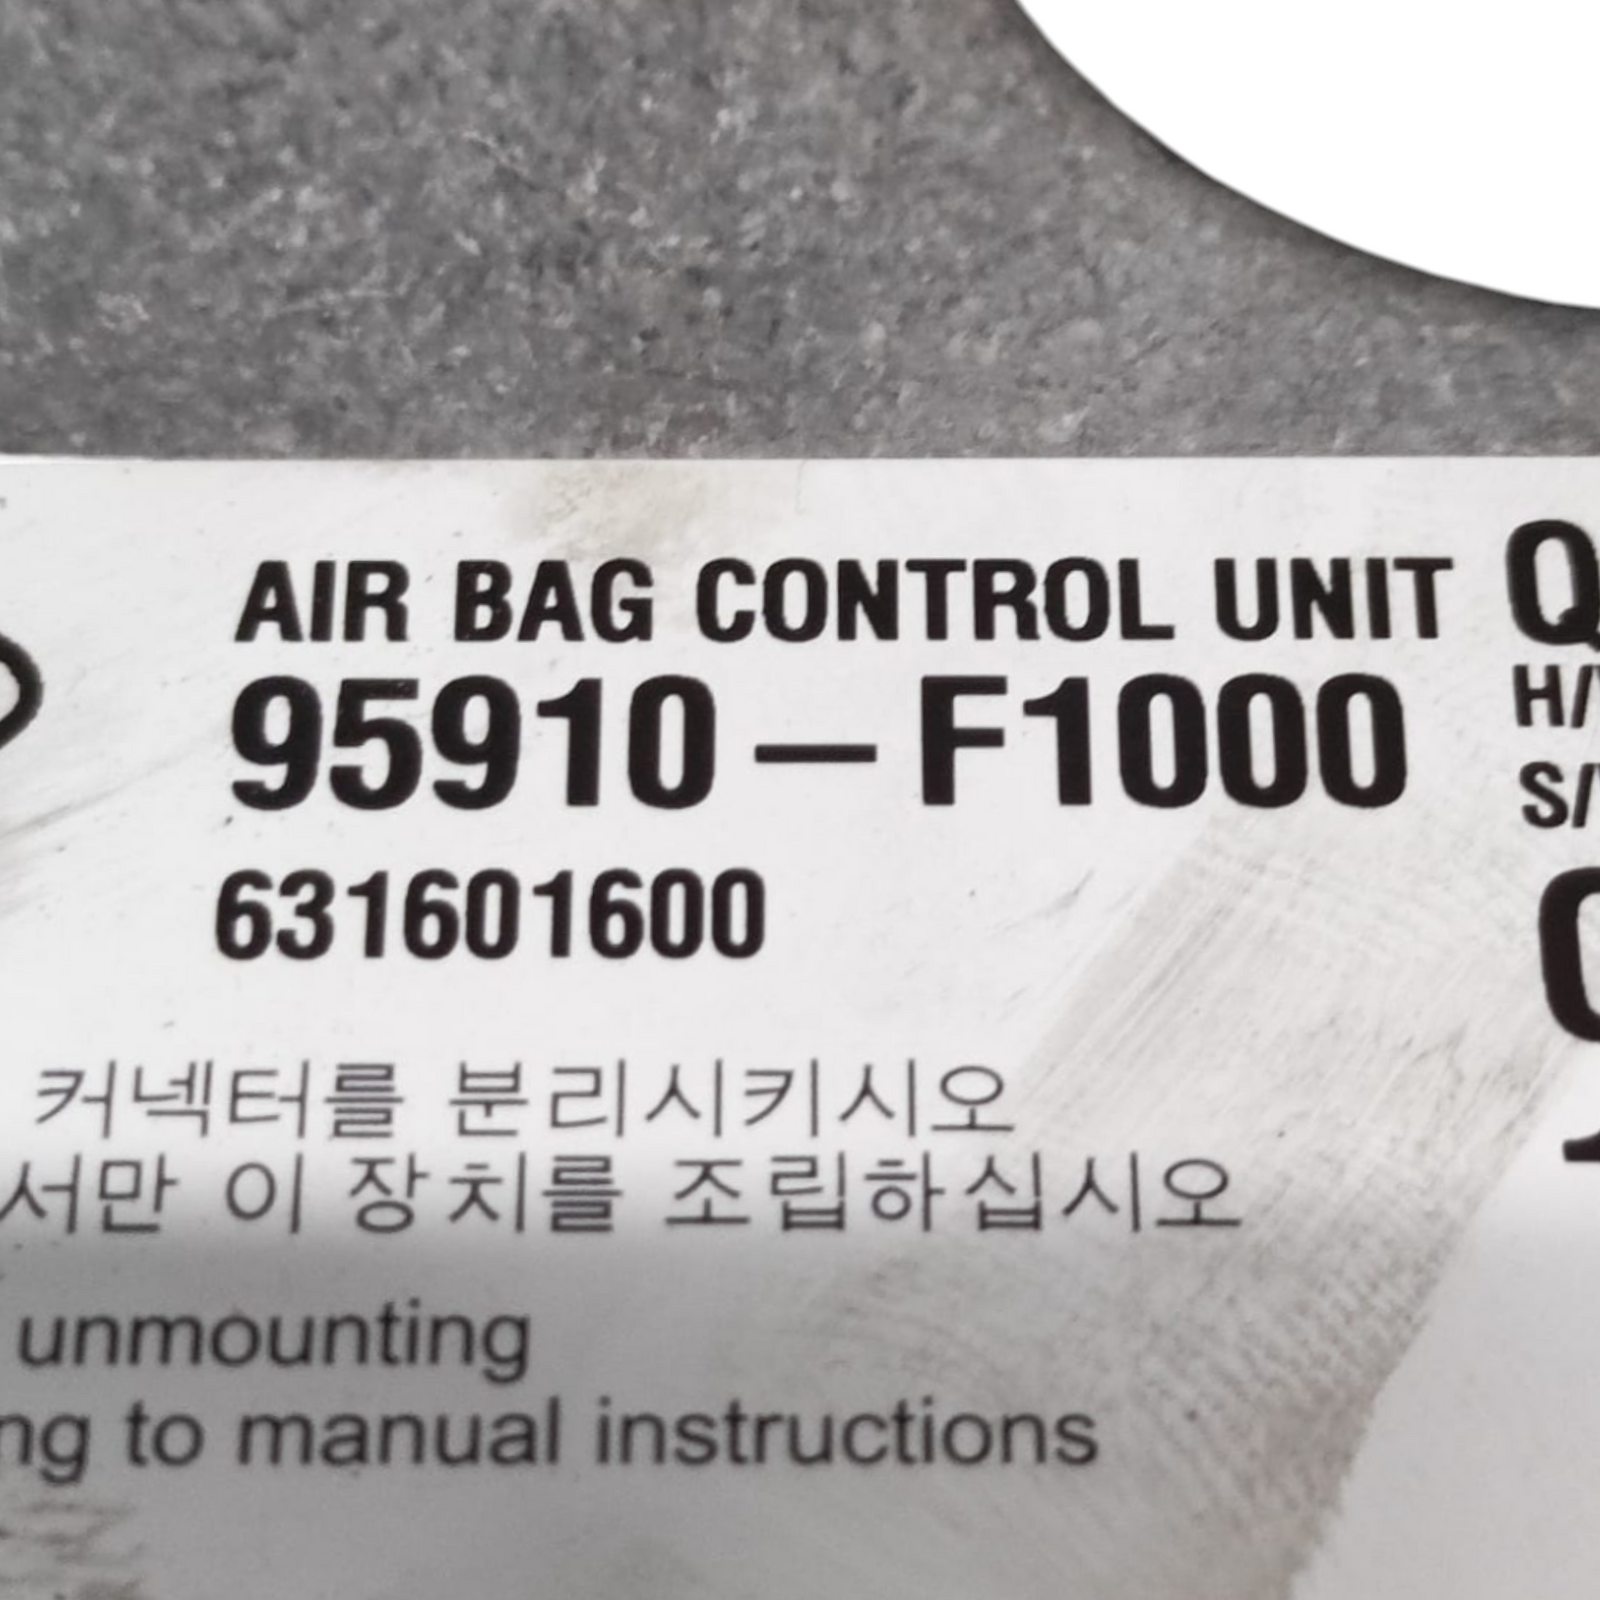 AIR BAG CONTROL UNIT
95910-F1000
631601600
커넥터를 분리시키시오
서만 이 장치를 조립하십시오
unmounting
to manual instructions
H/
S/